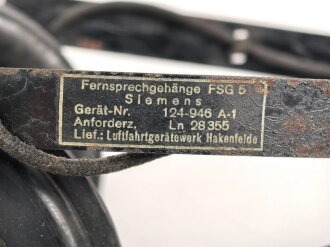 Fernsprechgehänge FSG 5
Siemens
Gerät-Nr. 124-946 A-1
Anforderz. Ln 28355
Lief.: Luftfahrtgerätewerk Hakenfelde